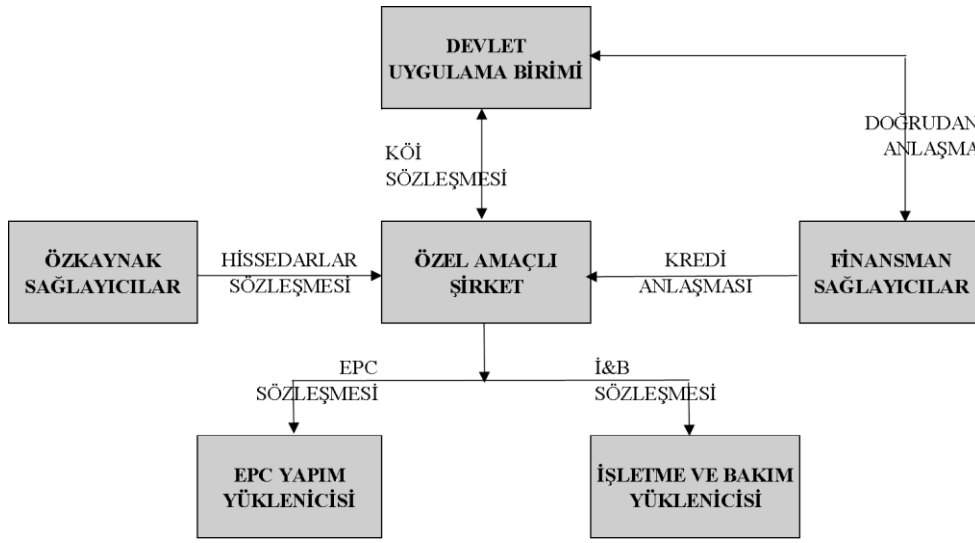 DEVLET
UYGULAMA BİRİMİ
DOĞRUDAN
ANLAŞMA
KÖİ
SÖZLEŞMESİ
ÖZKAYNAK
SAĞLAYICILAR
HİSSEDARLAR
SÖZLEŞMESİ
ÖZEL AMAÇLI
ŞİRKET
KREDİ
ANLAŞMASI
FİNANSMAN
SAĞLAYICILAR
EPC
SÖZLEŞMESİ
İ&B
SÖZLEŞMESİ
EPC YAPIM
YÜKLENİCİSİ
İŞLETME VE BAKIM
YÜKLENİCİSİ